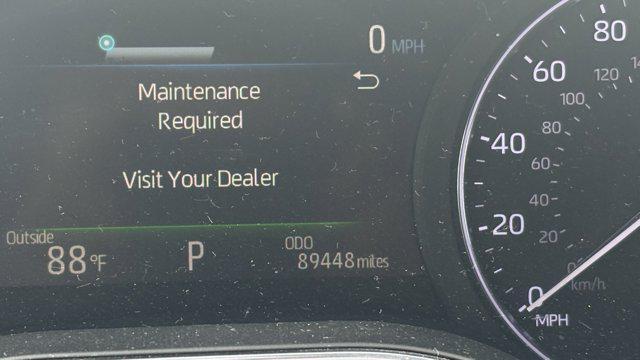 0 MPH
Maintenance
Required
Visit Your Dealer
Outside
88°F
P
ODO
89448 miles
80
60
40
20
0
MPH
120
100
80
60
40
20
0
km/h